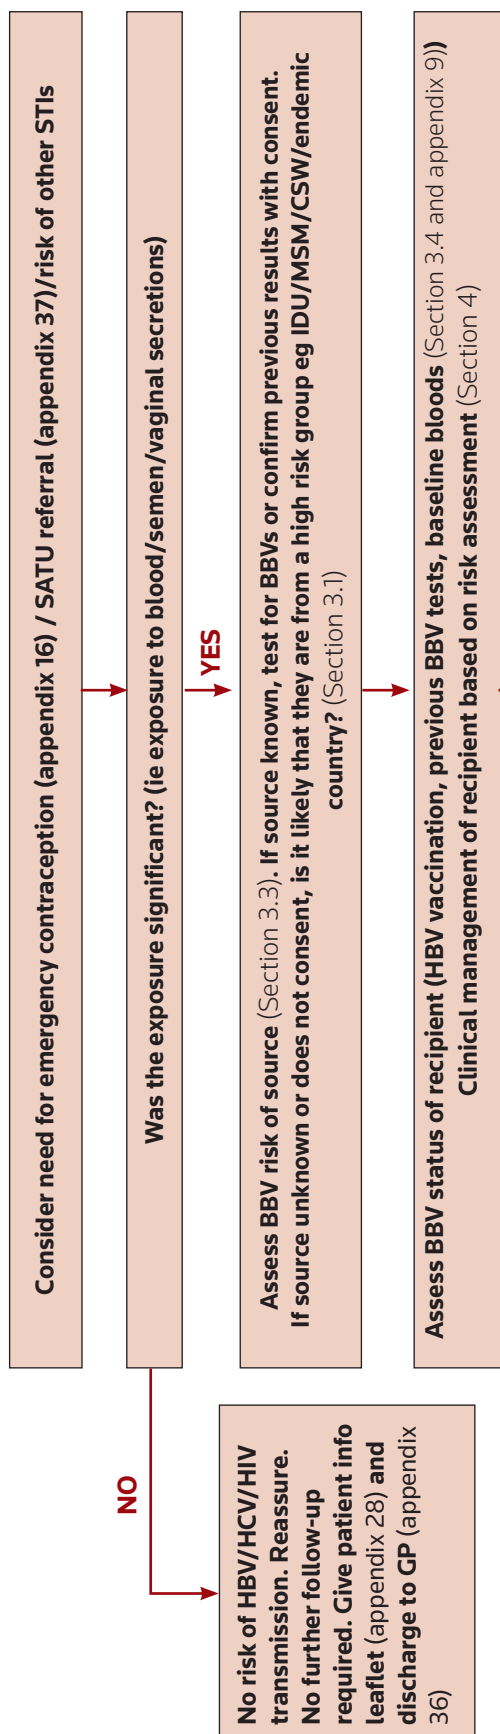 Consider need for emergency contraception (appendix 16) / SATU referral (appendix 37)/risk of other STIs
Was the exposure significant? (ie exposure to blood/semen/vaginal secretions)
NO
YES
No risk of HBV/HCV/HIV
transmission. Reassure.
No further follow-up
required. Give patient info
leaflet (appendix 28) and
discharge to GP (appendix
36)
Assess BBV risk of source (Section 3.3). If source known, test for BBVs or confirm previous results with consent.
If source unknown or does not consent, is it likely that they are from a high risk group eg IDU/MSM/CSW/endemic
country? (Section 3.1)
Assess BBV status of recipient (HBV vaccination, previous BBV tests, baseline bloods (Section 3.4 and appendix 9))
Clinical management of recipient based on risk assessment (Section 4)